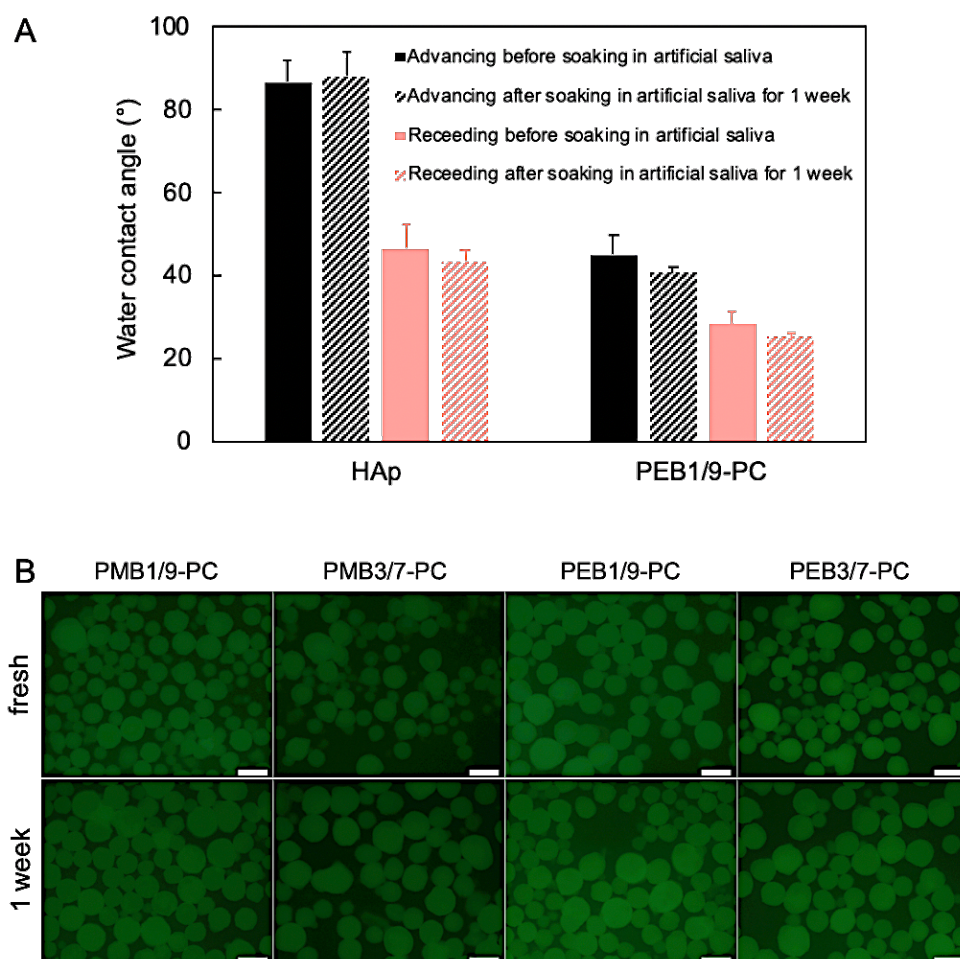 A
100
80
60
40
20
0
Water contact angle (°)
Advancing before soaking in artificial saliva
Advancing after soaking in artificial saliva for 1 week
Receeding before soaking in artificial saliva
Receeding after soaking in artificial saliva for 1 week
HAp
PEB1/9-PC
B
PMB1/9-PC
PMB3/7-PC
PEB1/9-PC
PEB3/7-PC
fresh
1 week